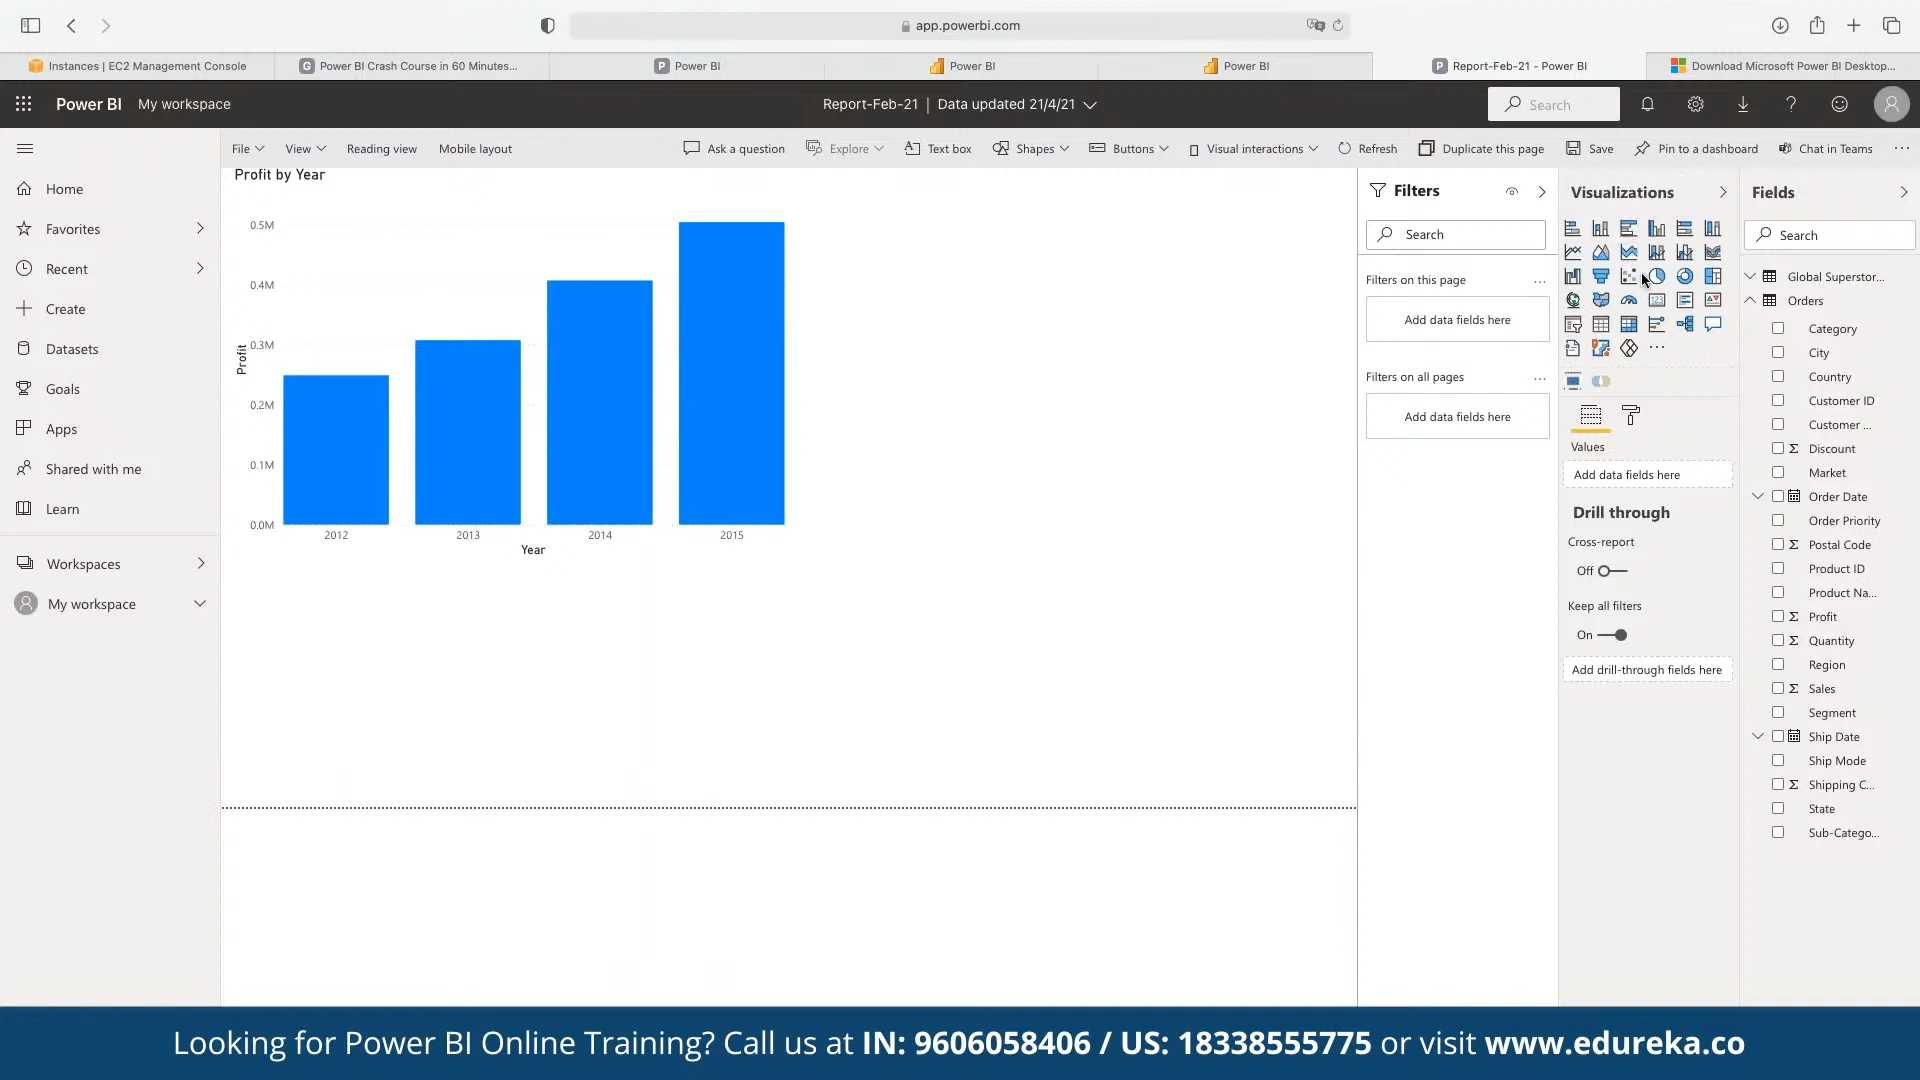 app.powerbi.com
Instances | EC2 Management Console
Power BI Crash Course in 60 Minutes...
Power BI
Power BI
Power BI
Report-Feb-21 - Power BI
Download Microsoft Power BI Desktop...
Power BI
My workspace
Report-Feb-21 | Data updated 21/4/21
Search
File
View
Reading view
Mobile layout
Ask a question
Explore
Text box
Shapes
Buttons
Visual interactions
Refresh
Duplicate this page
Save
Pin to a dashboard
Chat in Teams
Home
Favorites
Recent
Create
Datasets
Goals
Apps
Shared with me
Learn
Workspaces
My workspace
Profit by Year
0.5M
0.4M
0.3M
0.2M
0.1M
0.0M
Profit
2012
2013
2014
2015
Year
Filters
Search
Filters on this page
Add data fields here
Filters on all pages
Add data fields here
Visualizations
123
Values
Add data fields here
Drill through
Cross-report
Off
Keep all filters
On
Add drill-through fields here
Fields
Search
Global Superstor...
Orders
Category
City
Country
Customer ID
Customer ...
Σ Discount
Market
Order Date
Order Priority
Σ Postal Code
Product ID
Product Na...
Σ Profit
Σ Quantity
Region
Σ Sales
Segment
Ship Date
Ship Mode
Σ Shipping C...
State
Sub-Catego...
Looking for Power BI Online Training? Call us at IN: 9606058406 / US: 18338555775 or visit www.edureka.co